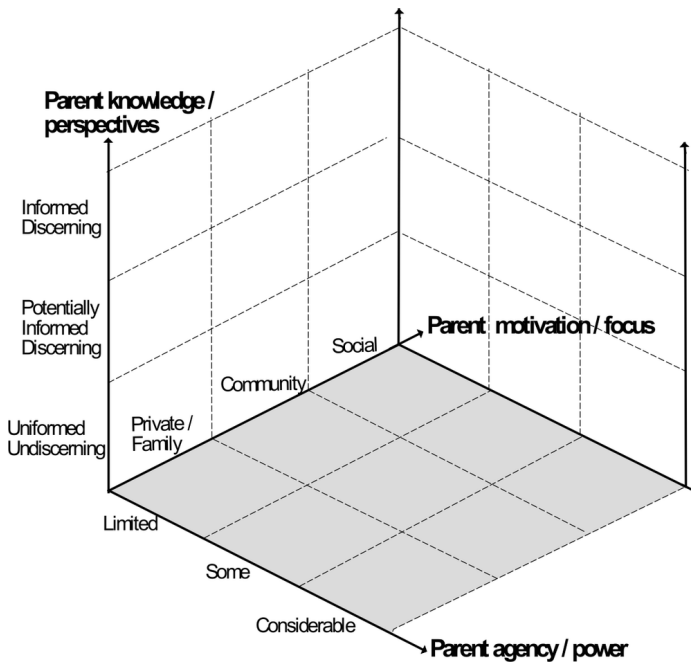 Parent knowledge /
perspectives
Informed
Discerning
Potentially
Informed
Discerning
Uniformed
Undiscerning
Social
Community
Private /
Family
Parent motivation / focus
Limited
Some
Considerable
Parent agency / power